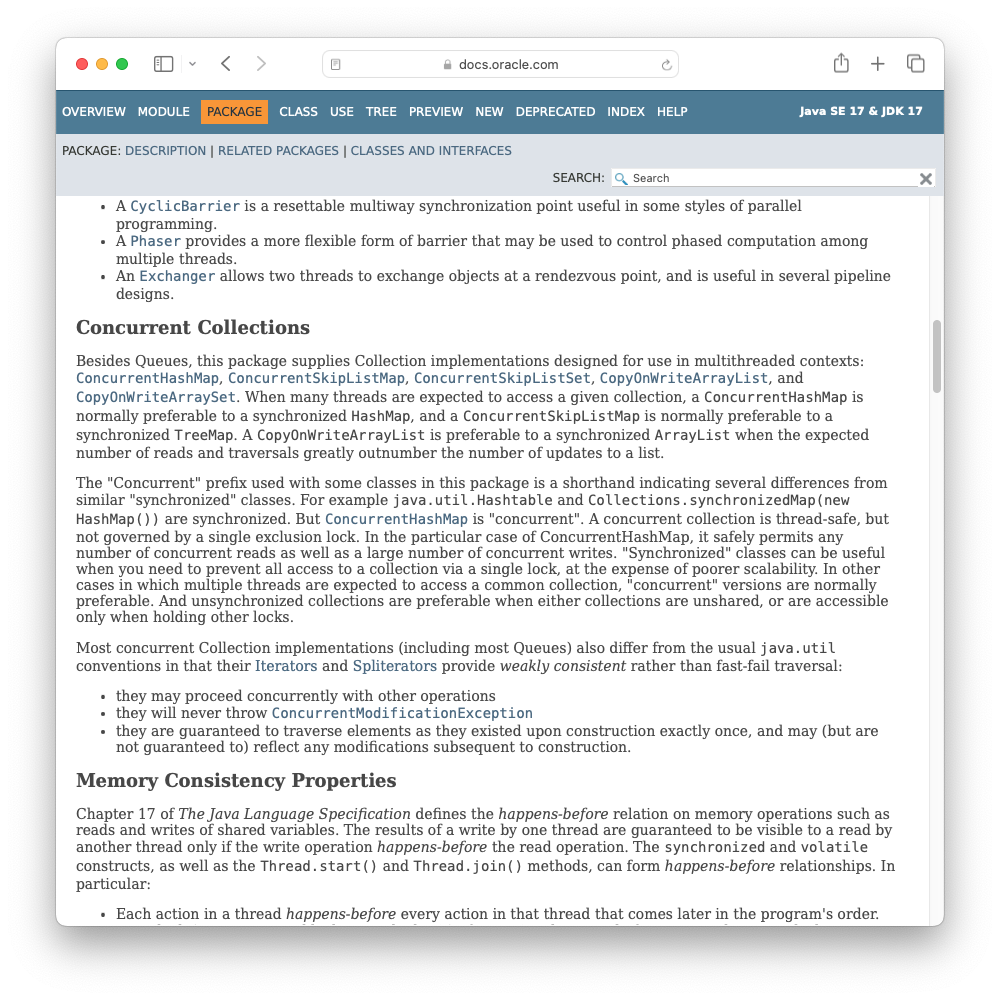 docs.oracle.com
OVERVIEW MODULE PACKAGE CLASS USE TREE PREVIEW NEW DEPRECATED INDEX HELP Java SE 17 & JDK 17
PACKAGE: DESCRIPTION | RELATED PACKAGES | CLASSES AND INTERFACES
SEARCH: Search
• A CyclicBarrier is a resettable multiway synchronization point useful in some styles of parallel
programming.
• A Phaser provides a more flexible form of barrier that may be used to control phased computation among
multiple threads.
• An Exchanger allows two threads to exchange objects at a rendezvous point, and is useful in several pipeline
designs.
Concurrent Collections
Besides Queues, this package supplies Collection implementations designed for use in multithreaded contexts:
ConcurrentHashMap, ConcurrentSkipListMap, ConcurrentSkipListSet, CopyOnWriteArrayList, and
CopyOnWriteArraySet. When many threads are expected to access a given collection, a ConcurrentHashMap is
normally preferable to a synchronized HashMap, and a ConcurrentSkipListMap is normally preferable to a
synchronized TreeMap. A CopyOnWriteArrayList is preferable to a synchronized ArrayList when the expected
number of reads and traversals greatly outnumber the number of updates to a list.
The "Concurrent" prefix used with some classes in this package is a shorthand indicating several differences from
similar "synchronized" classes. For example java.util.Hashtable and Collections.synchronizedMap(new
HashMap()) are synchronized. But ConcurrentHashMap is "concurrent". A concurrent collection is thread-safe, but
not governed by a single exclusion lock. In the particular case of ConcurrentHashMap, it safely permits any
number of concurrent reads as well as a large number of concurrent writes. "Synchronized" classes can be useful
when you need to prevent all access to a collection via a single lock, at the expense of poorer scalability. In other
cases in which multiple threads are expected to access a common collection, "concurrent" versions are normally
preferable. And unsynchronized collections are preferable when either collections are unshared, or are accessible
only when holding other locks.
Most concurrent Collection implementations (including most Queues) also differ from the usual java.util
conventions in that their Iterators and Spliterators provide weakly consistent rather than fast-fail traversal:
• they may proceed concurrently with other operations
• they will never throw ConcurrentModificationException
• they are guaranteed to traverse elements as they existed upon construction exactly once, and may (but are
not guaranteed to) reflect any modifications subsequent to construction.
Memory Consistency Properties
Chapter 17 of The Java Language Specification defines the happens-before relation on memory operations such as
reads and writes of shared variables. The results of a write by one thread are guaranteed to be visible to a read by
another thread only if the write operation happens-before the read operation. The synchronized and volatile
constructs, as well as the Thread.start() and Thread.join() methods, can form happens-before relationships. In
particular:
• Each action in a thread happens-before every action in that thread that comes later in the program's order.